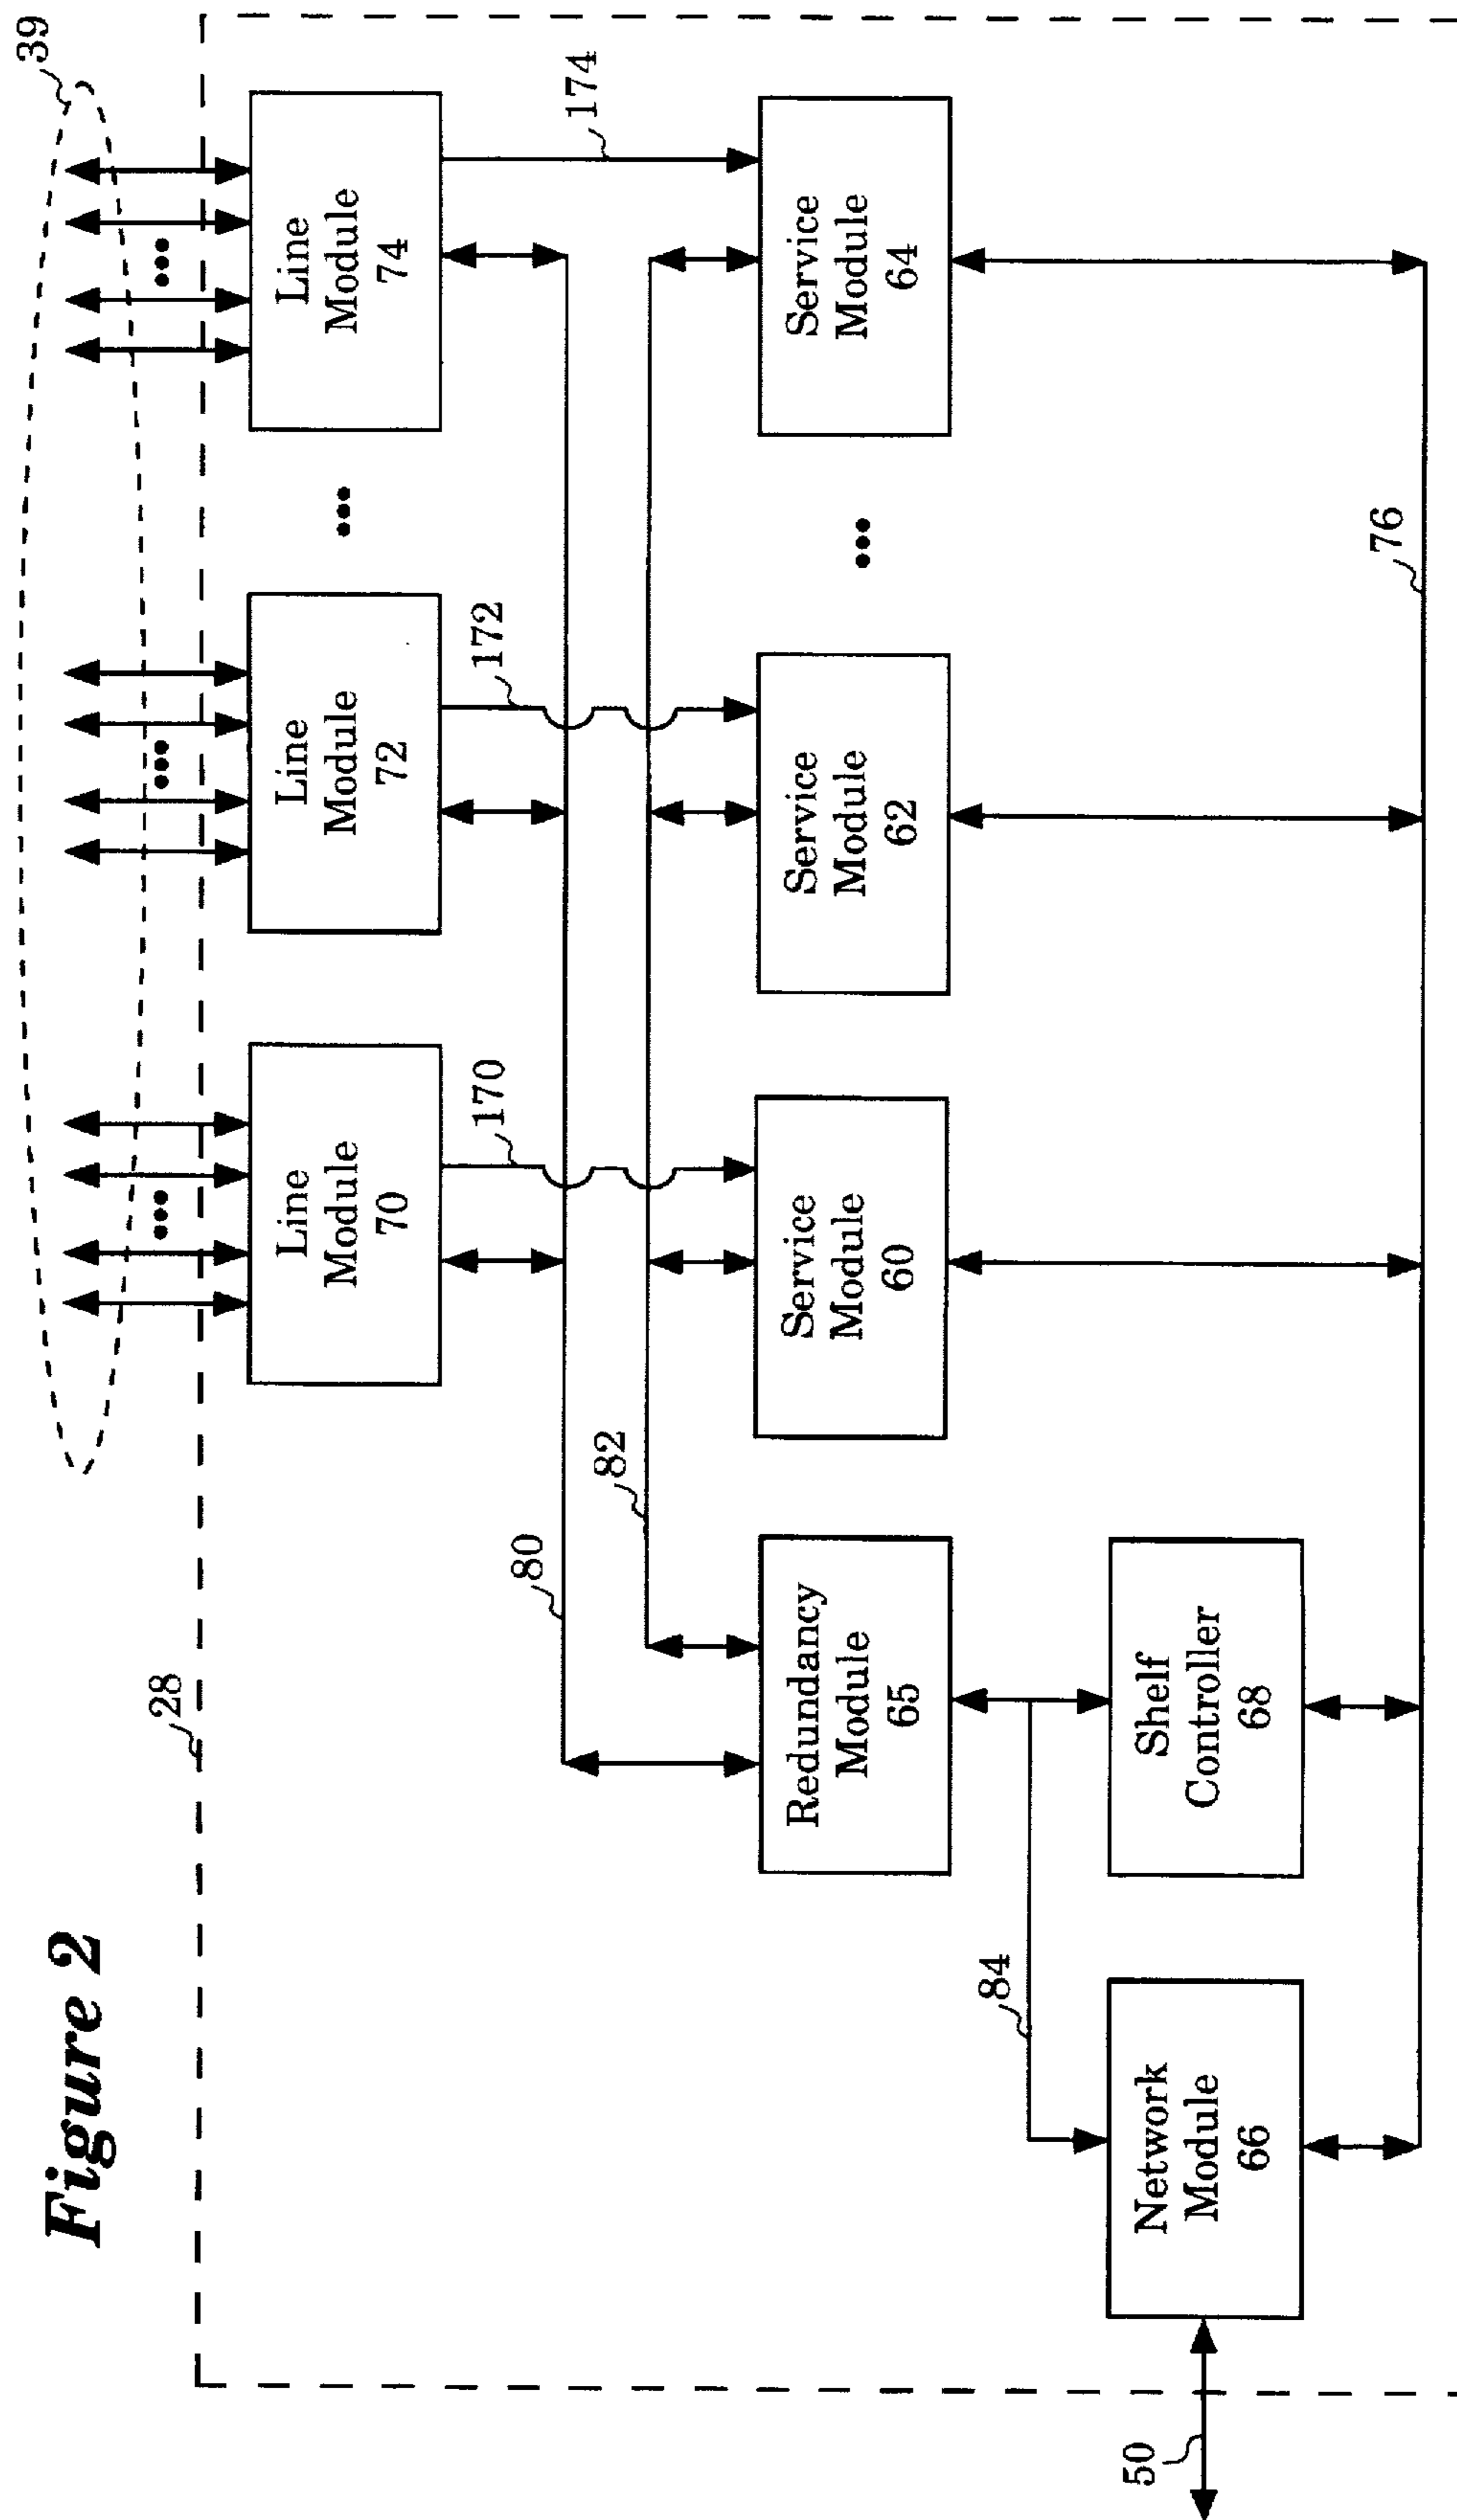 Figure 2
39
28
Line
Module
70
Line
Module
72
Line
Module
74
170
172
174
80
82
Redundancy
Module
65
Service
Module
60
Service
Module
62
Service
Module
64
84
50
Network
Module
66
Shelf
Controller
68
76